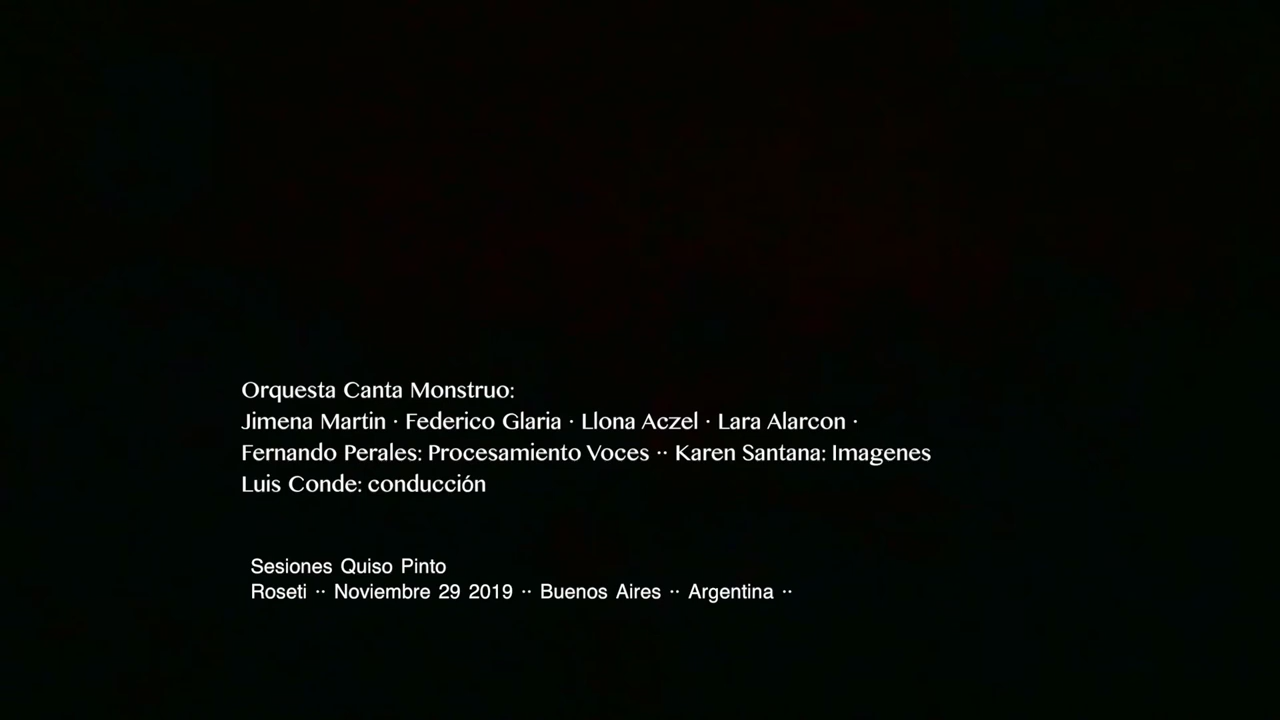 Orquesta Canta Monstruo:
Jimena Martin · Federico Glaria · Llona Aczel · Lara Alarcon ·
Fernando Perales: Procesamiento Voces ·· Karen Santana: Imagenes
Luis Conde: conducción
Sesiones Quiso Pinto
Roseti ·· Noviembre 29 2019 ·· Buenos Aires ·· Argentina ··